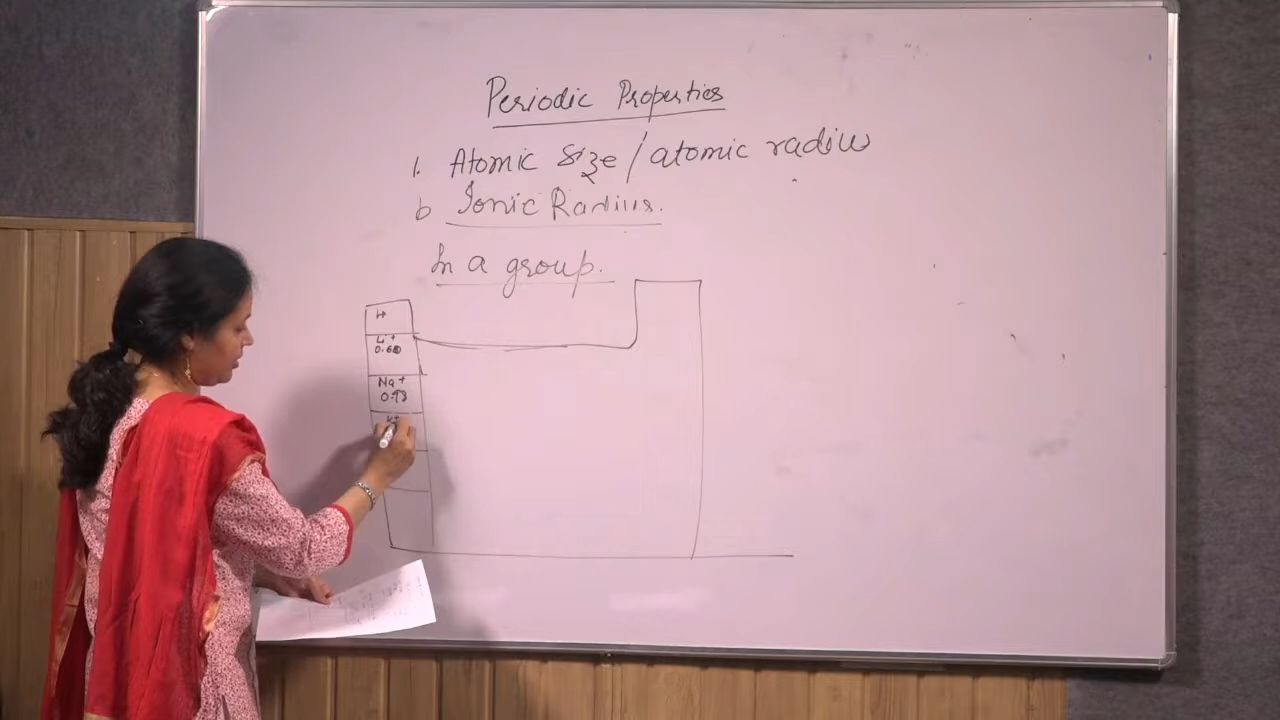 Periodic Properties
1. Atomic Size / atomic radius
b Ionic Radius.
In a group.
H
Li+
0.60
Na+
0.93
K+